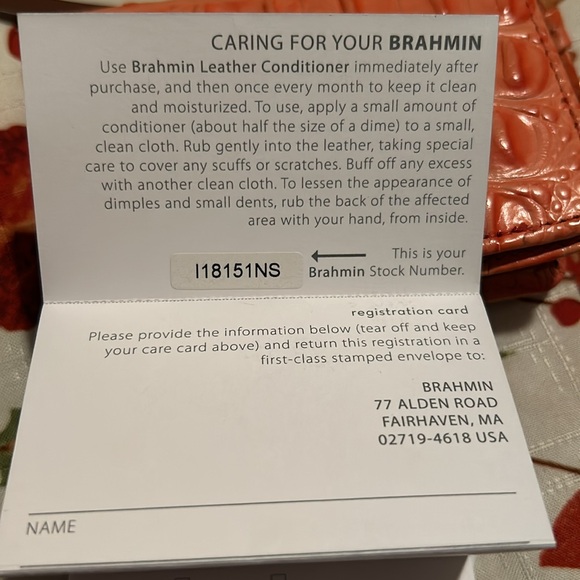 CARING FOR YOUR BRAHMIN
Use Brahmin Leather Conditioner immediately after
purchase, and then once every month to keep it clean
and moisturized. To use, apply a small amount of
conditioner (about half the size of a dime) to a small,
clean cloth. Rub gently into the leather, taking special
care to cover any scuffs or scratches. Buff off any excess
with another clean cloth. To lessen the appearance of
dimples and small dents, rub the back of the affected
area with your hand, from inside.
I18151NS
This is your
Brahmin Stock Number.
registration card
Please provide the information below (tear off and keep
your care card above) and return this registration in a
first-class stamped envelope to:
BRAHMIN
77 ALDEN ROAD
FAIRHAVEN, MA
02719-4618 USA
NAME